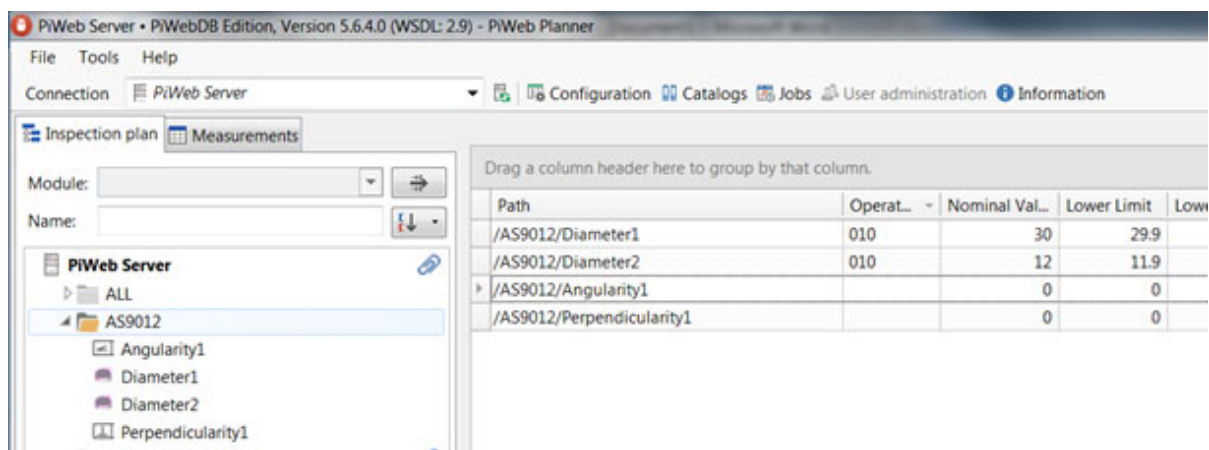 PiWeb Server • PiWebDB Edition, Version 5.6.4.0 (WSDL: 2.9) - PiWeb Planner
File Tools Help
Connection PiWeb Server Configuration Catalogs Jobs User administration Information
Inspection plan Measurements
Drag a column header here to group by that column.
Module:
Name:
Path Operat... Nominal Val... Lower Limit Lowe
/AS9012/Diameter1 010 30 29.9
/AS9012/Diameter2 010 12 11.9
/AS9012/Angularity1 0 0
/AS9012/Perpendicularity1 0 0
PiWeb Server
ALL
AS9012
Angularity1
Diameter1
Diameter2
Perpendicularity1